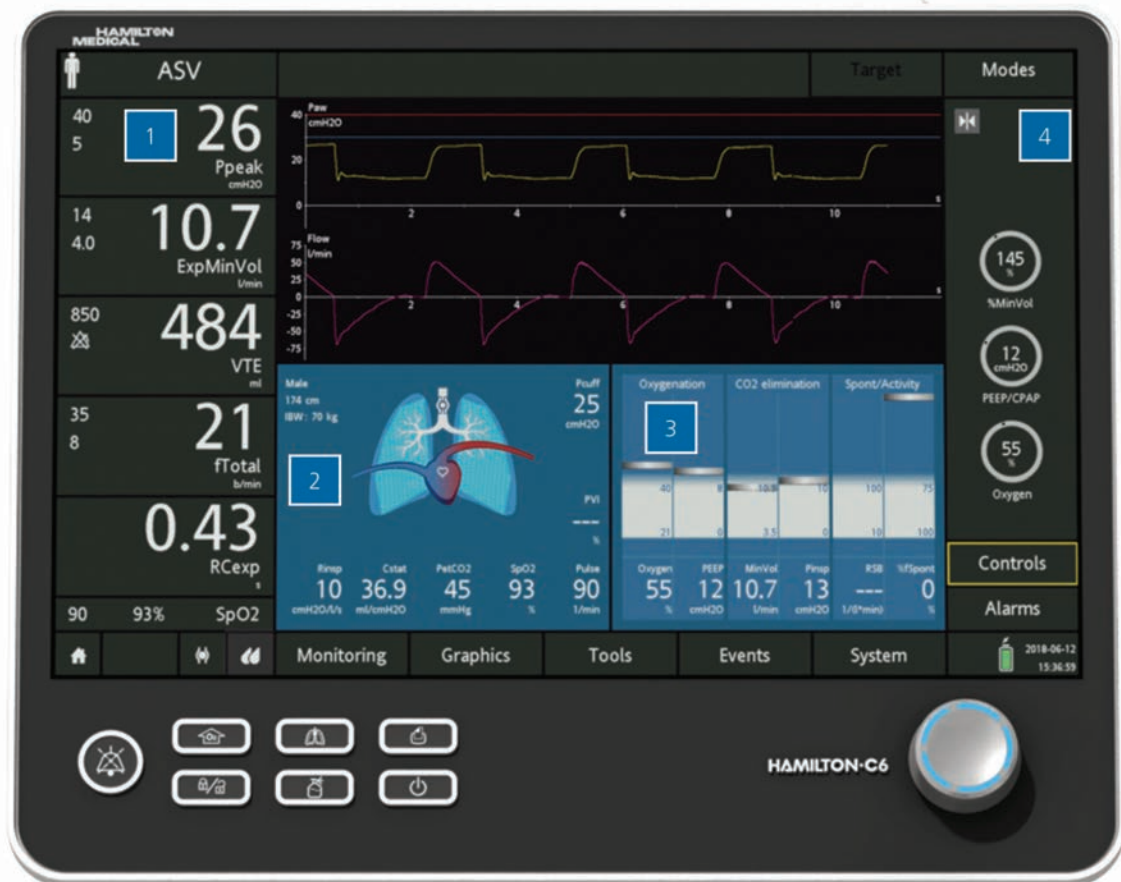 HAMILTON
MEDICAL
ASV
Target
Modes
40
5
1
26
Ppeak
cmH2O
14
4.0
10.7
ExpMinVol
l/min
850
484
VTE
ml
35
8
21
fTotal
b/min
0.43
RCexp
s
90 93% SpO2
Paw
cmH2O
40
20
0
2 4 6 8 10 s
Flow
l/min
75
50
25
0
-25
-50
-75
2 4 6 8 10 s
Male
174 cm
IBW: 70 kg
2
Pcuff
25
cmH2O
PVI
---
%
Rinsp Cstat PetCO2 SpO2 Pulse
10 36.9 45 93 90
cmH2O/l/s ml/cmH2O mmHg % 1/min
Oxygenation CO2 elimination Spont/Activity
3
40 8 10.3 10 100 75
21 0 3.5 0 10 100
Oxygen PEEP MinVol Pinsp RSB %fSpont
55 12 10.7 13 --- 0
% cmH2O l/min cmH2O 1/(l*min) %
4
145
%
%MinVol
12
cmH2O
PEEP/CPAP
55
%
Oxygen
Controls
Alarms
Monitoring Graphics Tools Events System
2018-06-12
15:36:59
HAMILTON-C6